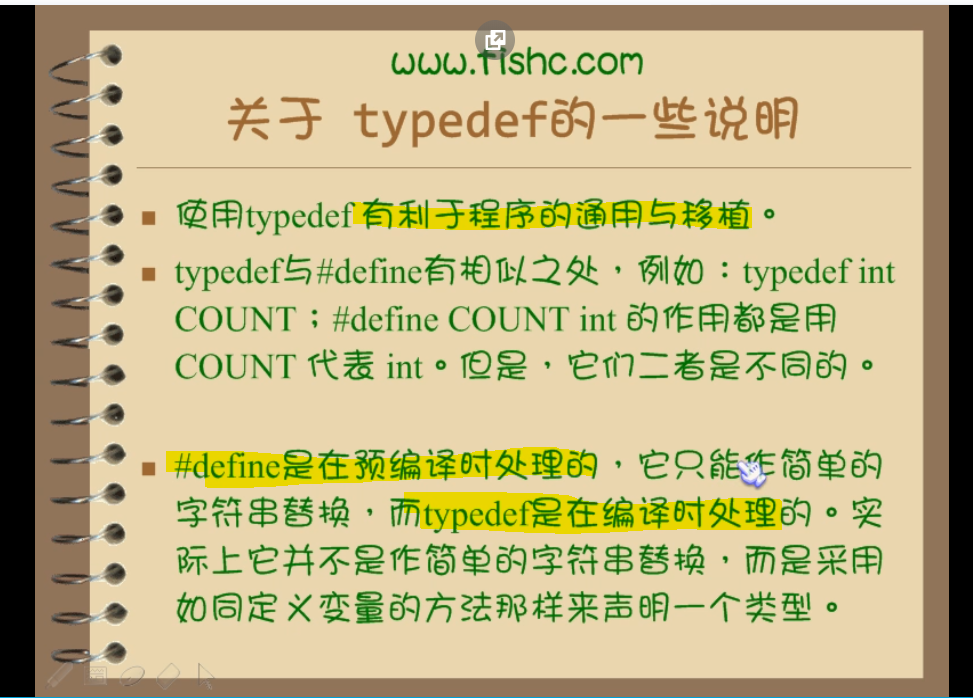 www.fishc.com
关于 typedef的一些说明
使用typedef 有利于程序的通用与移植。
typedef与#define有相似之处，例如：typedef int
COUNT；#define COUNT int 的作用都是用
COUNT 代表 int。但是，它们二者是不同的。
#define是在预编译时处理的，它只能作简单的
字符串替换，而typedef是在编译时处理的。实
际上它并不是作简单的字符串替换，而是采用
如同定义变量的方法那样来声明一个类型。